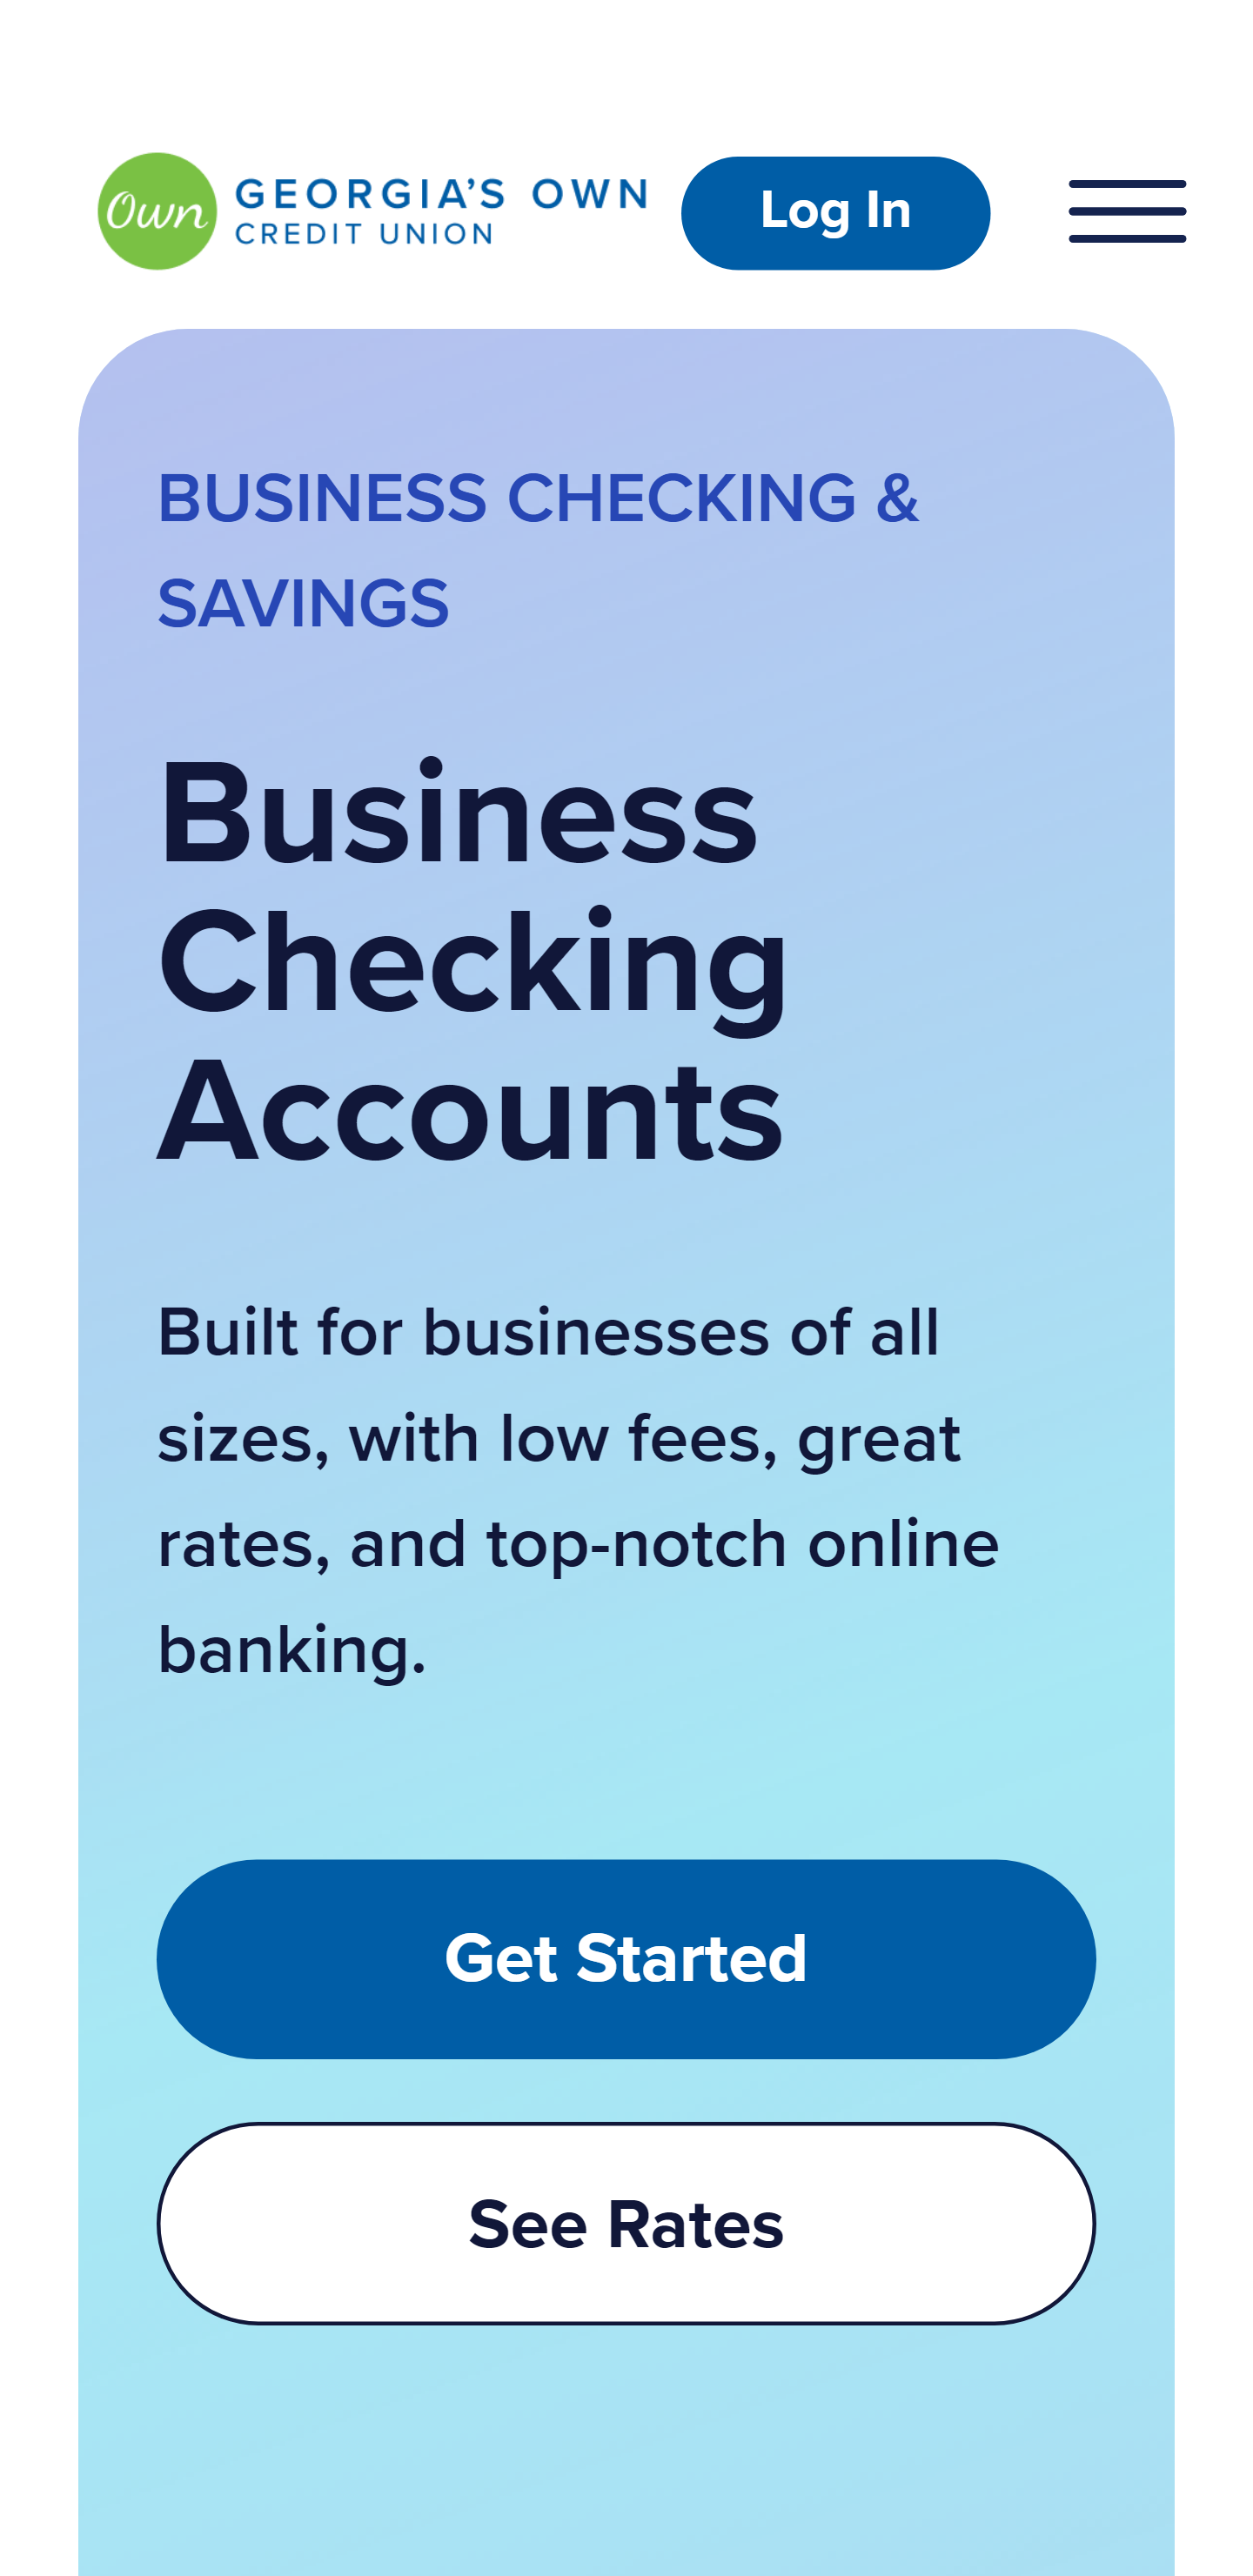 Own
GEORGIA’S OWN
CREDIT UNION
Log In
BUSINESS CHECKING &
SAVINGS
Business
Checking
Accounts
Built for businesses of all
sizes, with low fees, great
rates, and top-notch online
banking.
Get Started
See Rates